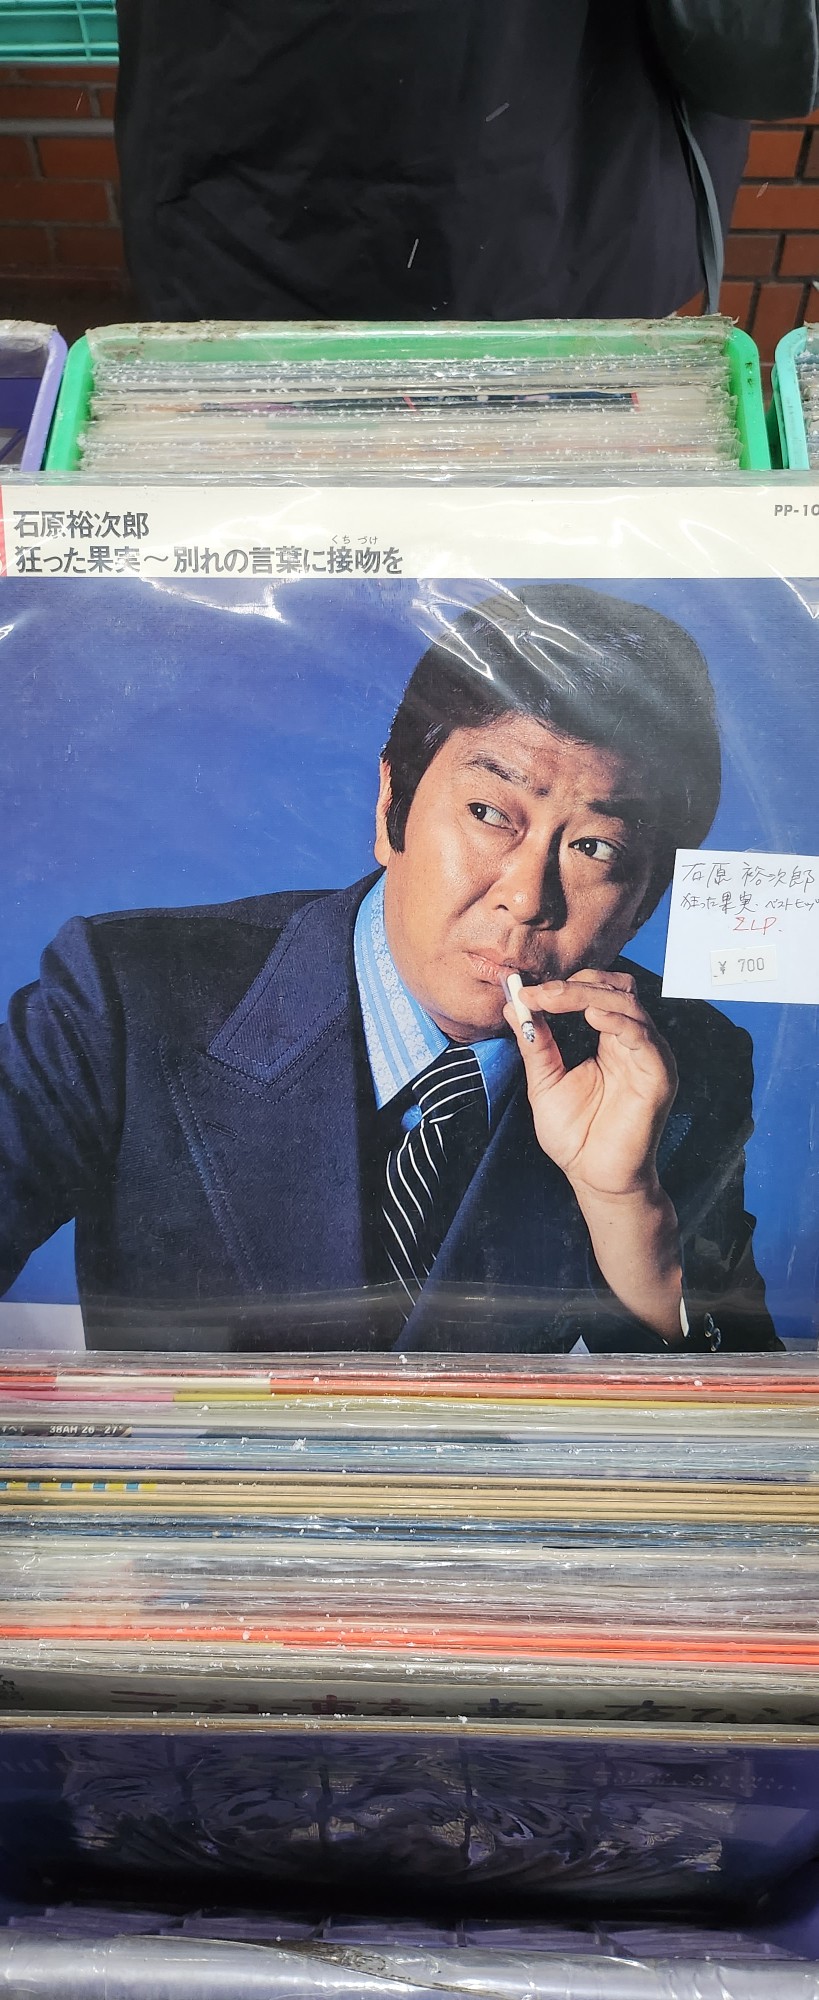 石原裕次郎
くちづけ
狂った果実～別れの言葉に接吻を
PP-10
石原 裕次郎
狂った果実・ベストヒッ
2LP.
¥ 700
38AH 26 27